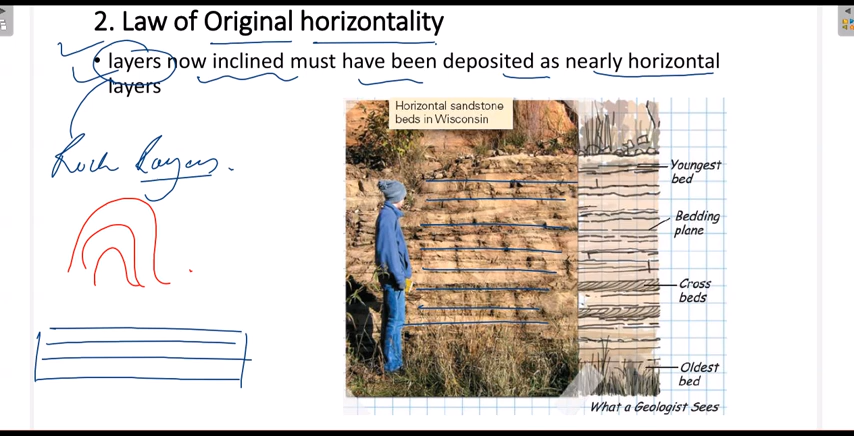 2. Law of Original horizontality
• layers now inclined must have been deposited as nearly horizontal
layers
Horizontal sandstone
beds in Wisconsin
Rock Layers.
Youngest
bed
Bedding
plane
Cross
beds
Oldest
bed
What a Geologist Sees